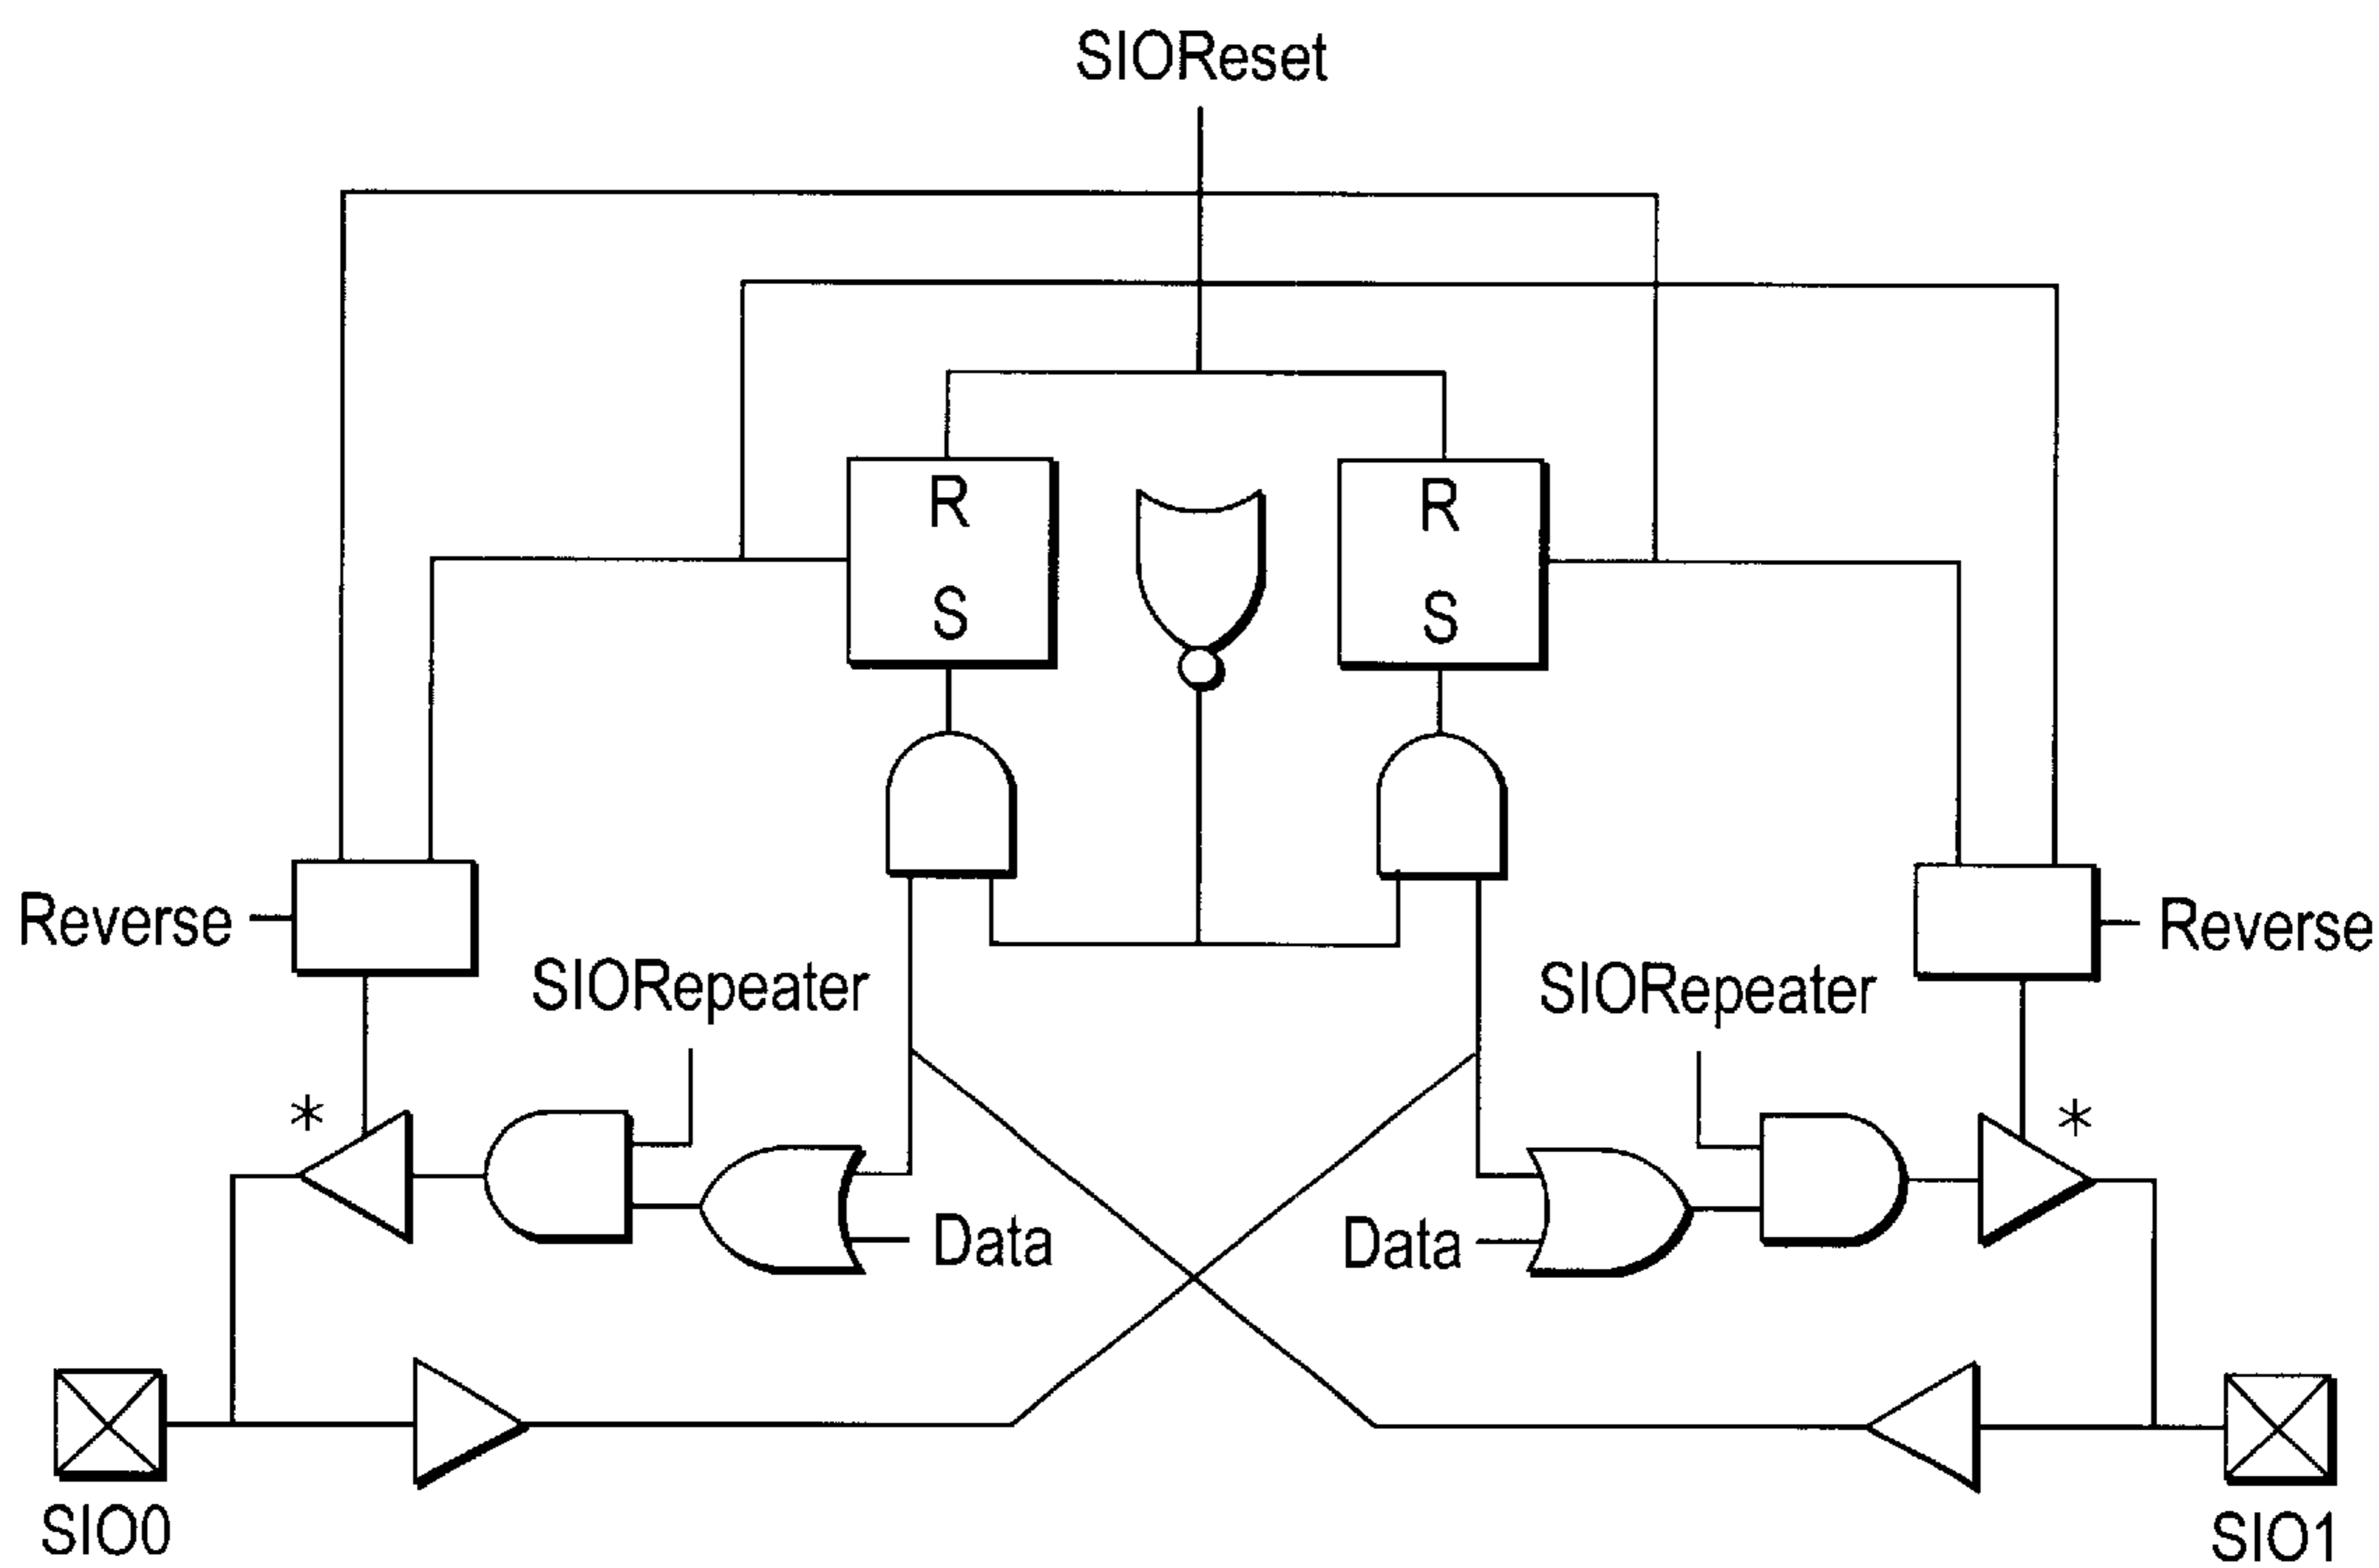 SIOReset
R
R
S
S
Reverse
Reverse
SIORepeater
SIORepeater
*
*
Data
Data
SIO0
SIO1